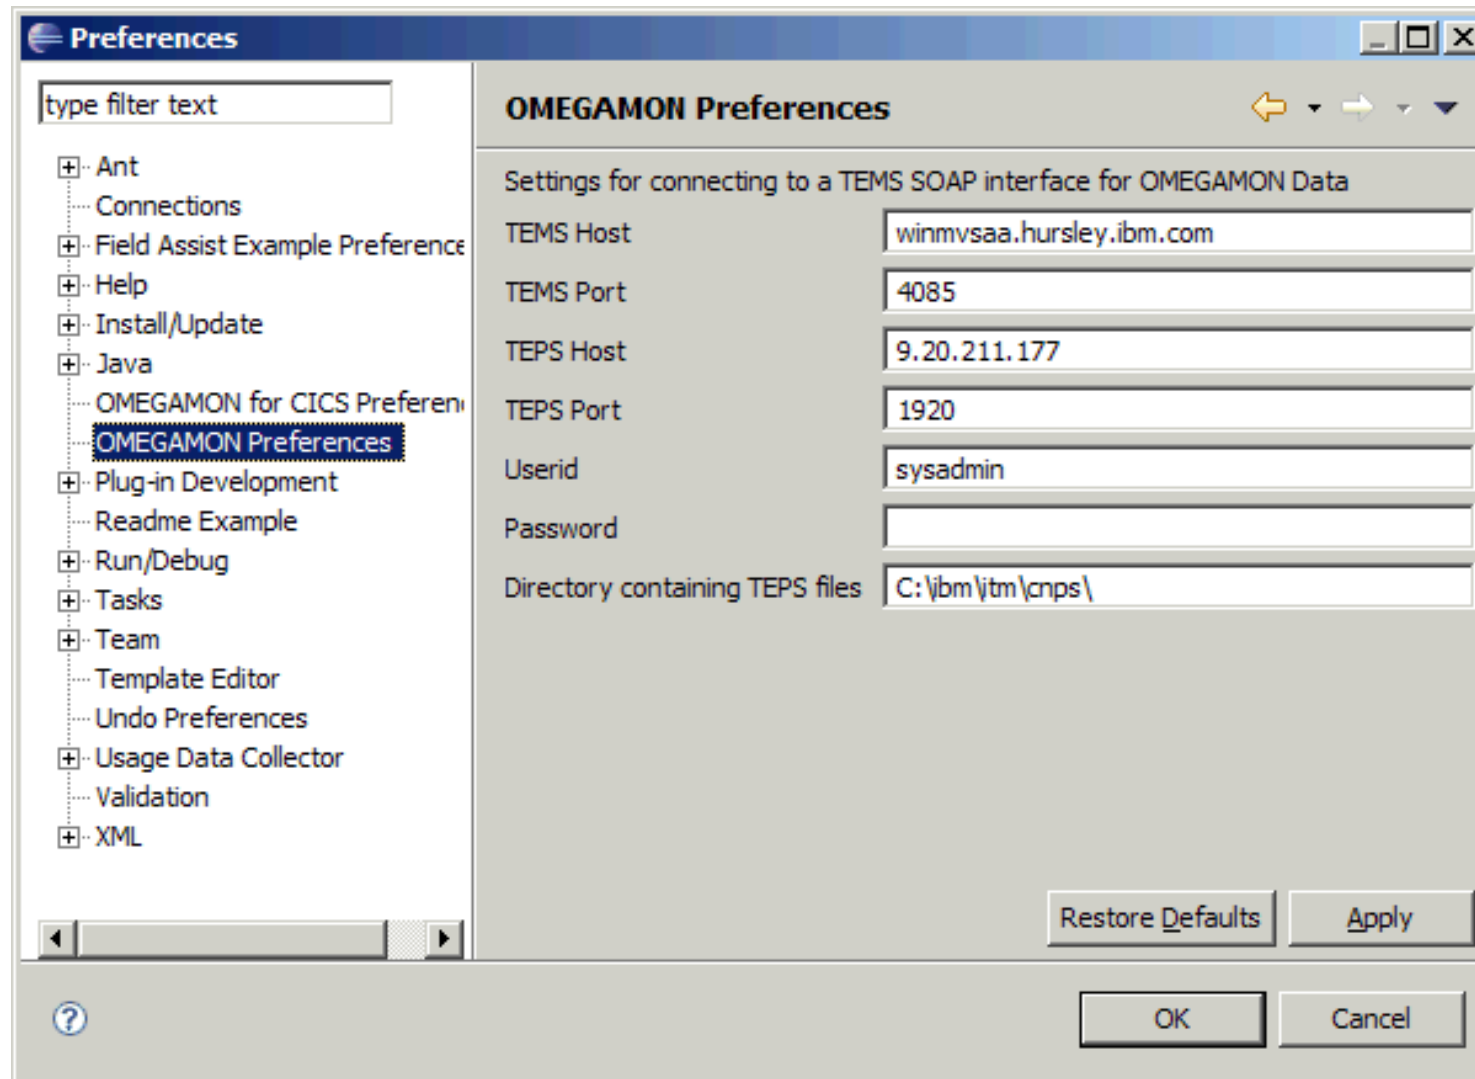 Preferences
type filter text
Ant
Connections
Field Assist Example Preference
Help
Install/Update
Java
OMEGAMON for CICS Preferen
OMEGAMON Preferences
Plug-in Development
Readme Example
Run/Debug
Tasks
Team
Template Editor
Undo Preferences
Usage Data Collector
Validation
XML
OMEGAMON Preferences
Settings for connecting to a TEMS SOAP interface for OMEGAMON Data
TEMS Host winmvsaa.hursley.ibm.com
TEMS Port 4085
TEPS Host 9.20.211.177
TEPS Port 1920
Userid sysadmin
Password
Directory containing TEPS files C:\ibm\itm\cnps\
Restore Defaults Apply
OK Cancel